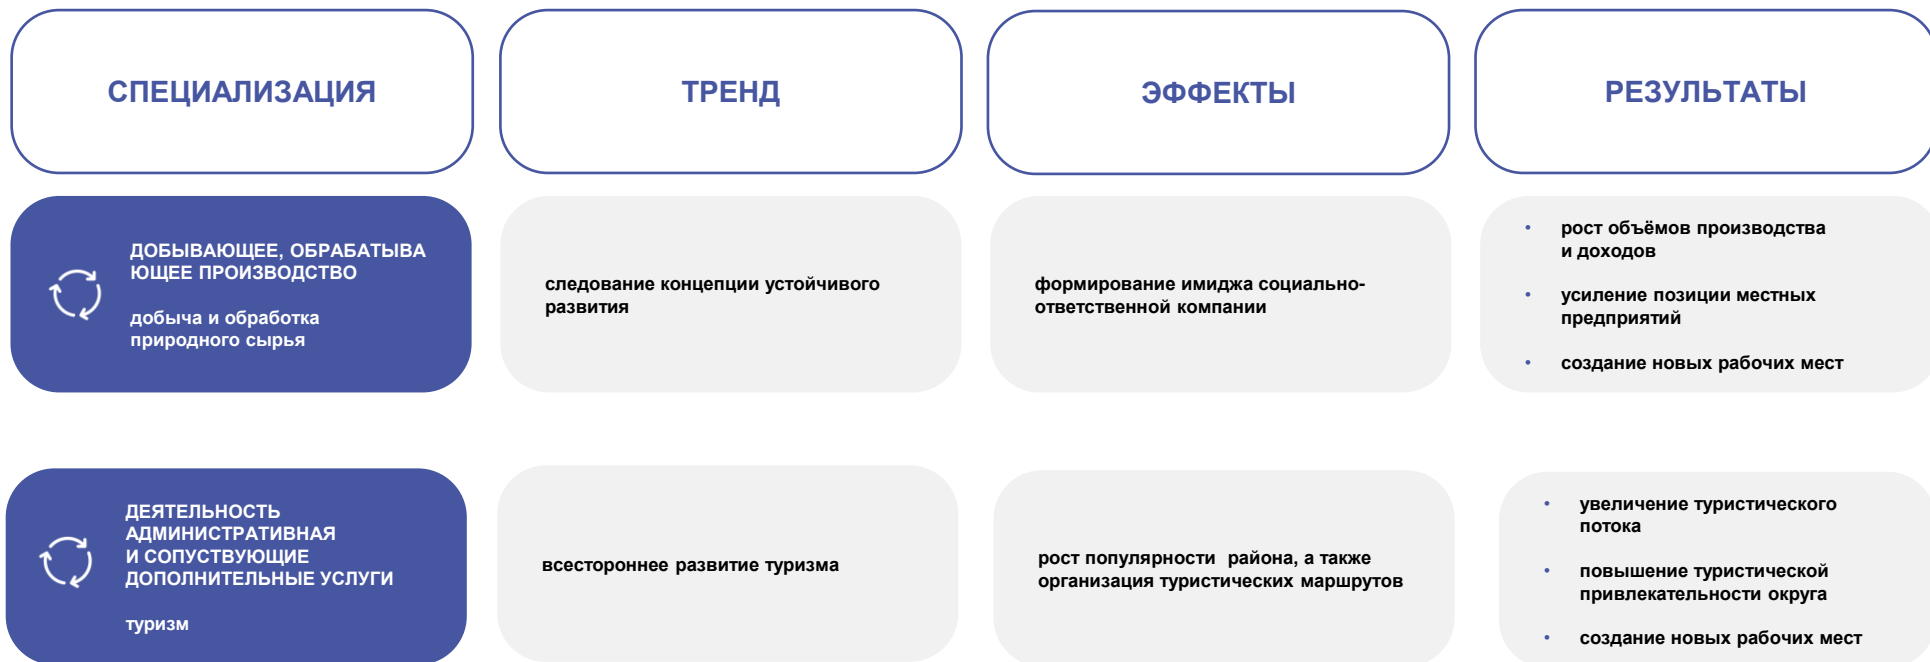 СПЕЦИАЛИЗАЦИЯ
ТРЕНД
ЭФФЕКТЫ
РЕЗУЛЬТАТЫ
ДОБЫВАЮЩЕЕ, ОБРАБАТЫВА
ЮЩЕЕ ПРОИЗВОДСТВО
добыча и обработка
природного сырья
следование концепции устойчивого
развития
формирование имиджа социально-
ответственной компании
• рост объёмов производства
и доходов
• усиление позиции местных
предприятий
• создание новых рабочих мест
ДЕЯТЕЛЬНОСТЬ
АДМИНИСТРАТИВНАЯ
И СОПУСТВУЮЩИЕ
ДОПОЛНИТЕЛЬНЫЕ УСЛУГИ
туризм
всестороннее развитие туризма
рост популярности района, а также
организация туристических маршрутов
• увеличение туристического
потока
• повышение туристической
привлекательности округа
• создание новых рабочих мест